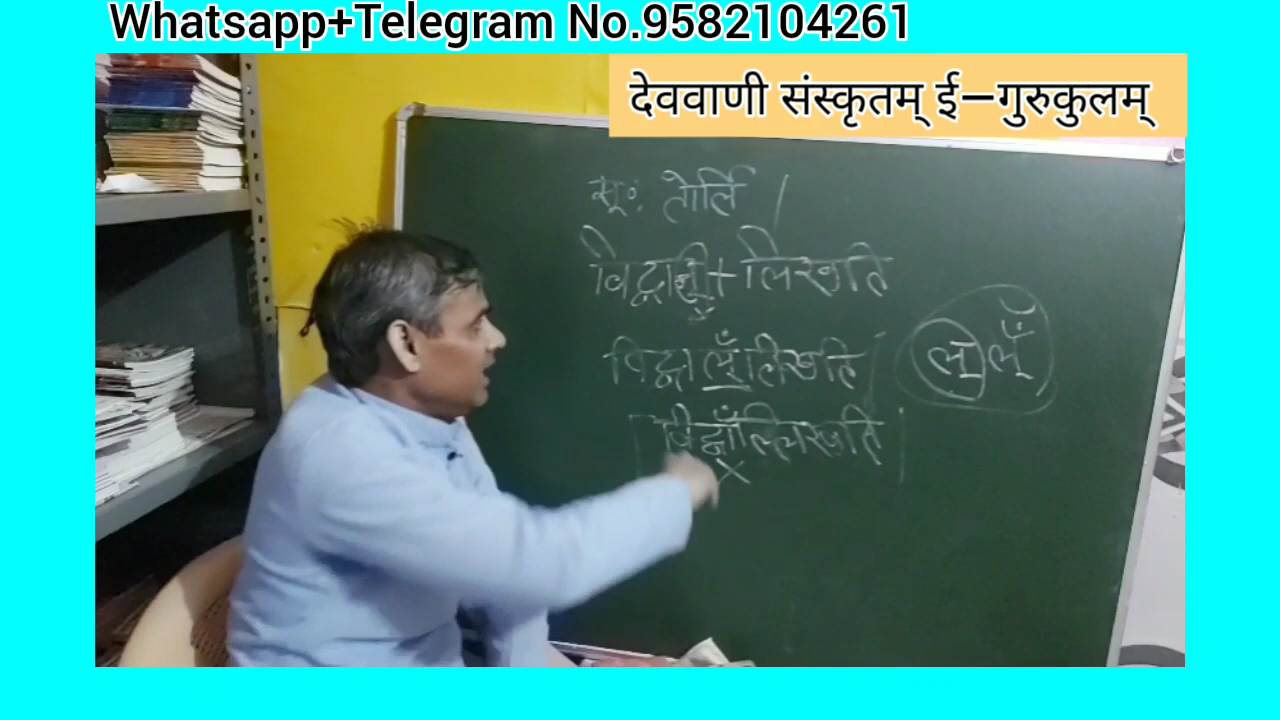 Whatsapp+Telegram No.9582104261
देववाणी संस्कृतम् ई—गुरुकुलम्
सू॰: तोर्लि ।
विद्वान् + लिखति
विद्वालँ्लिखति । ल् लँ्
विद्वाँल्लिखति ।